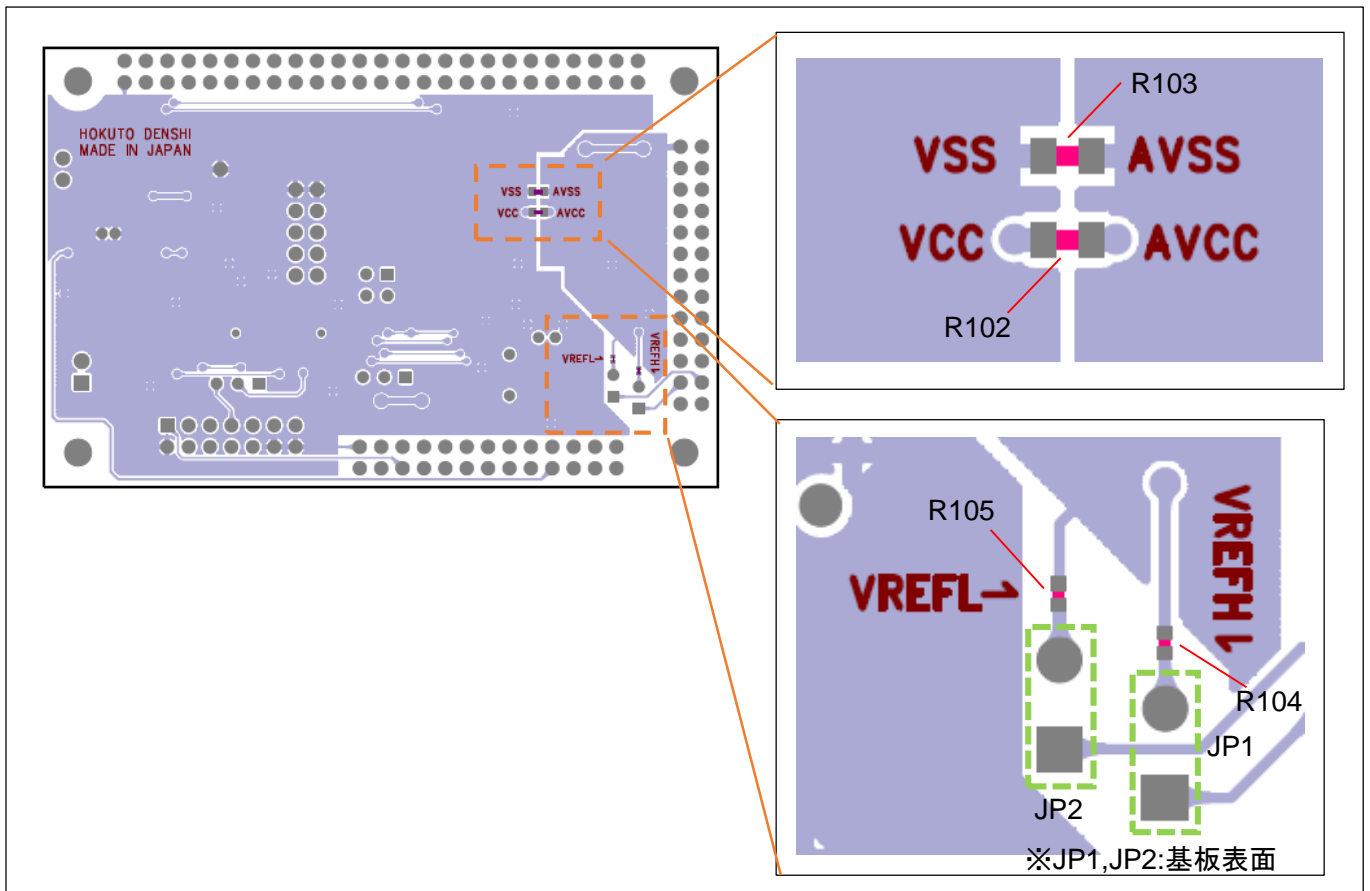 HOKUTO DENSHI
MADE IN JAPAN
VSS AVSS
VCC AVCC
VREFL→
VREFH⇂
R103
VSS AVSS
VCC AVCC
R102
R105
VREFL⇀
VREFH⇂
R104
JP1
JP2
※JP1,JP2:基板表面